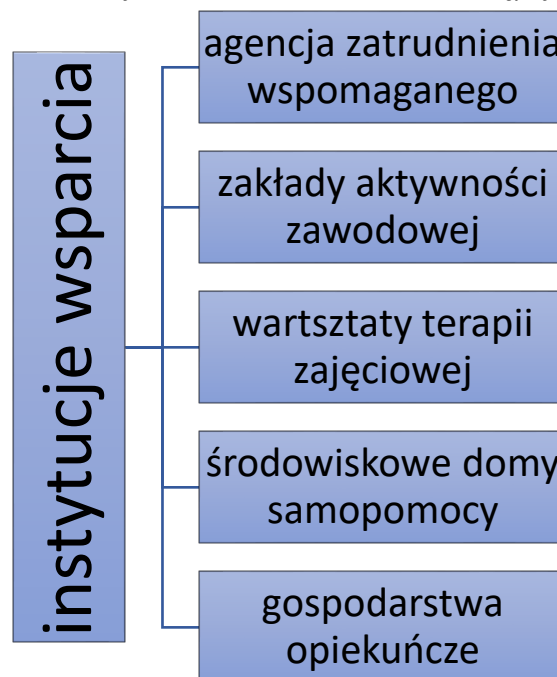 instytucje wsparcia
agencja zatrudnienia
wspomaganego
zakłady aktywności
zawodowej
wartsztaty terapii
zajęciowej
środowiskowe domy
samopomocy
gospodarstwa
opiekuńcze